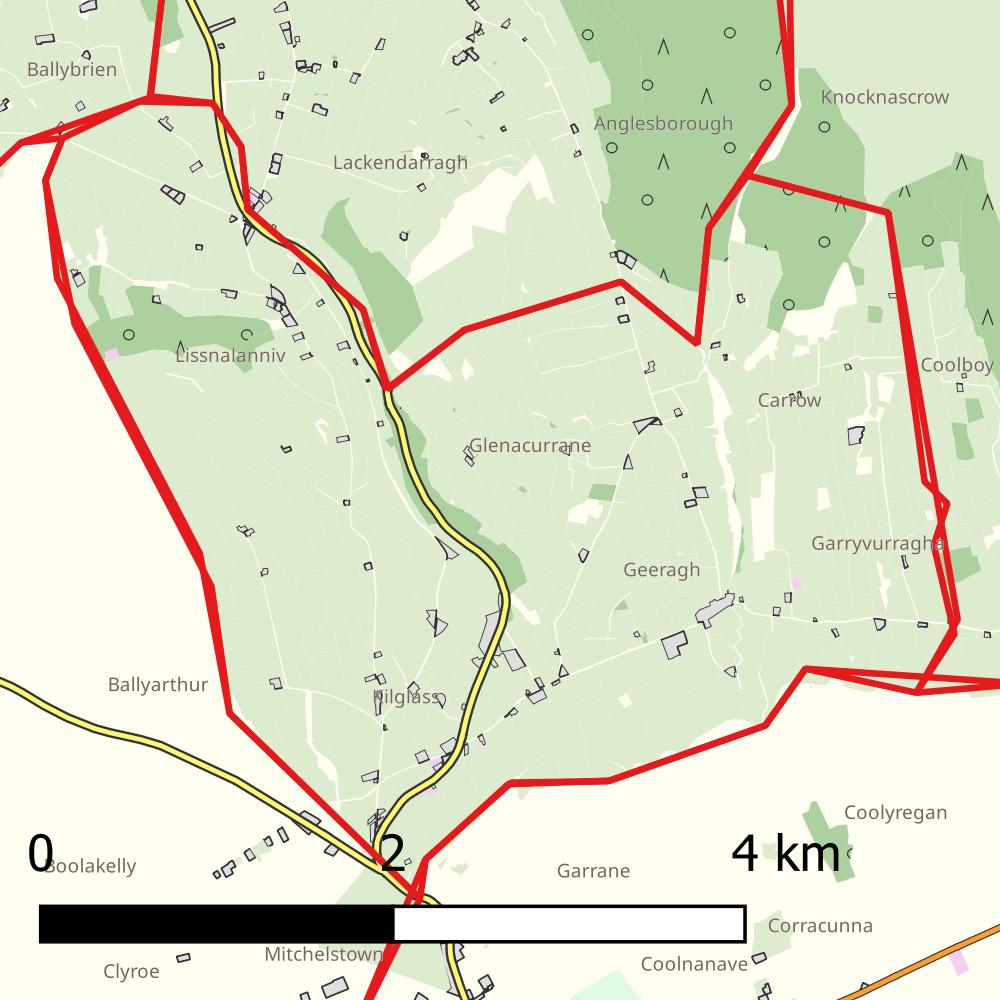 Ballybrien
Knocknascrow
Anglesborough
Lackendarragh
Lissnalanniv
Coolboy
Carrow
Glenacurrane
Garryvurragha
Geeragh
Ballyarthur
Kilglass
Coolyregan
0 2 4 km
Boolakelly
Garrane
Corracunna
Mitchelstown
Coolnanave
Clyroe